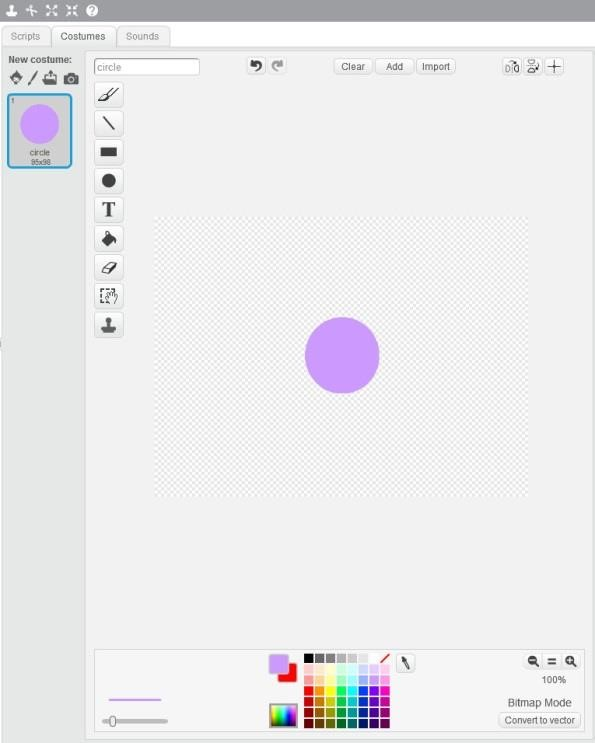 Scripts Costumes Sounds
New costume:
circle
Clear Add Import
1
circle
95x98
T
100%
Bitmap Mode
Convert to vector